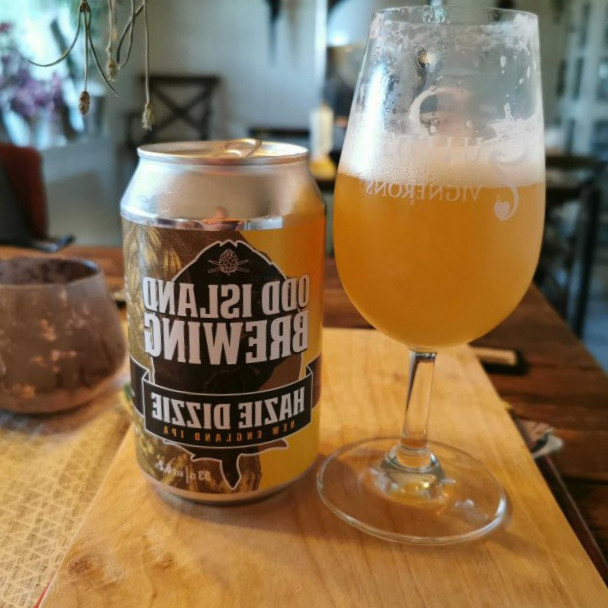 ODD ISLAND
BREWING
HAZIE DIZZIE
NEW ENGLAND IPA
VIGNERONS